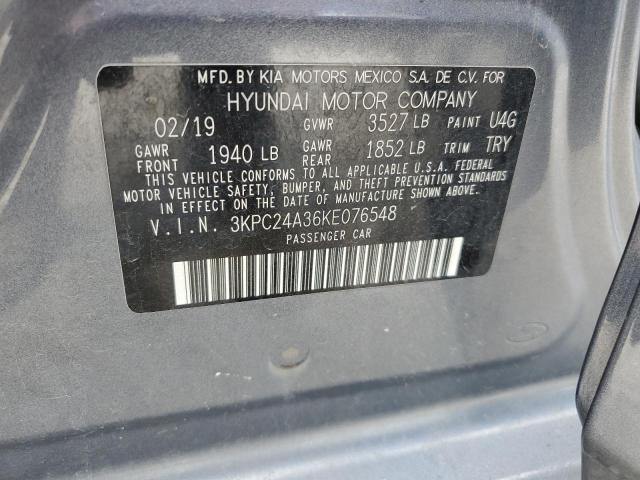 MFD. BY KIA MOTORS MEXICO S.A. DE C.V. FOR
HYUNDAI MOTOR COMPANY
02/19 GVWR 3527 LB PAINT U4G
GAWR FRONT 1940 LB GAWR REAR 1852 LB TRIM TRY
THIS VEHICLE CONFORMS TO ALL APPLICABLE U.S.A. FEDERAL
MOTOR VEHICLE SAFETY, BUMPER, AND THEFT PREVENTION STANDARDS
IN EFFECT ON THE DATE OF MANUFACTURE SHOWN ABOVE.
V.I.N. 3KPC24A36KE076548
PASSENGER CAR